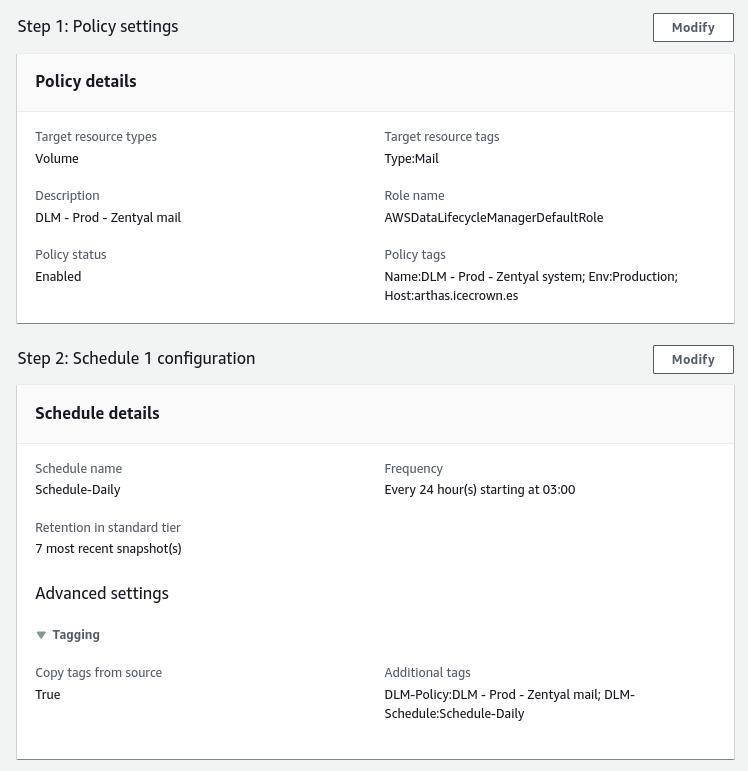 Step 1: Policy settings
Modify
Policy details
Target resource types
Volume
Target resource tags
Type:Mail
Description
DLM - Prod - Zentyal mail
Role name
AWSDataLifecycleManagerDefaultRole
Policy status
Enabled
Policy tags
Name:DLM - Prod - Zentyal system; Env:Production;
Host:arthas.icecrown.es
Step 2: Schedule 1 configuration
Modify
Schedule details
Schedule name
Schedule-Daily
Frequency
Every 24 hour(s) starting at 03:00
Retention in standard tier
7 most recent snapshot(s)
Advanced settings
Tagging
Copy tags from source
True
Additional tags
DLM-Policy:DLM - Prod - Zentyal mail; DLM-
Schedule:Schedule-Daily